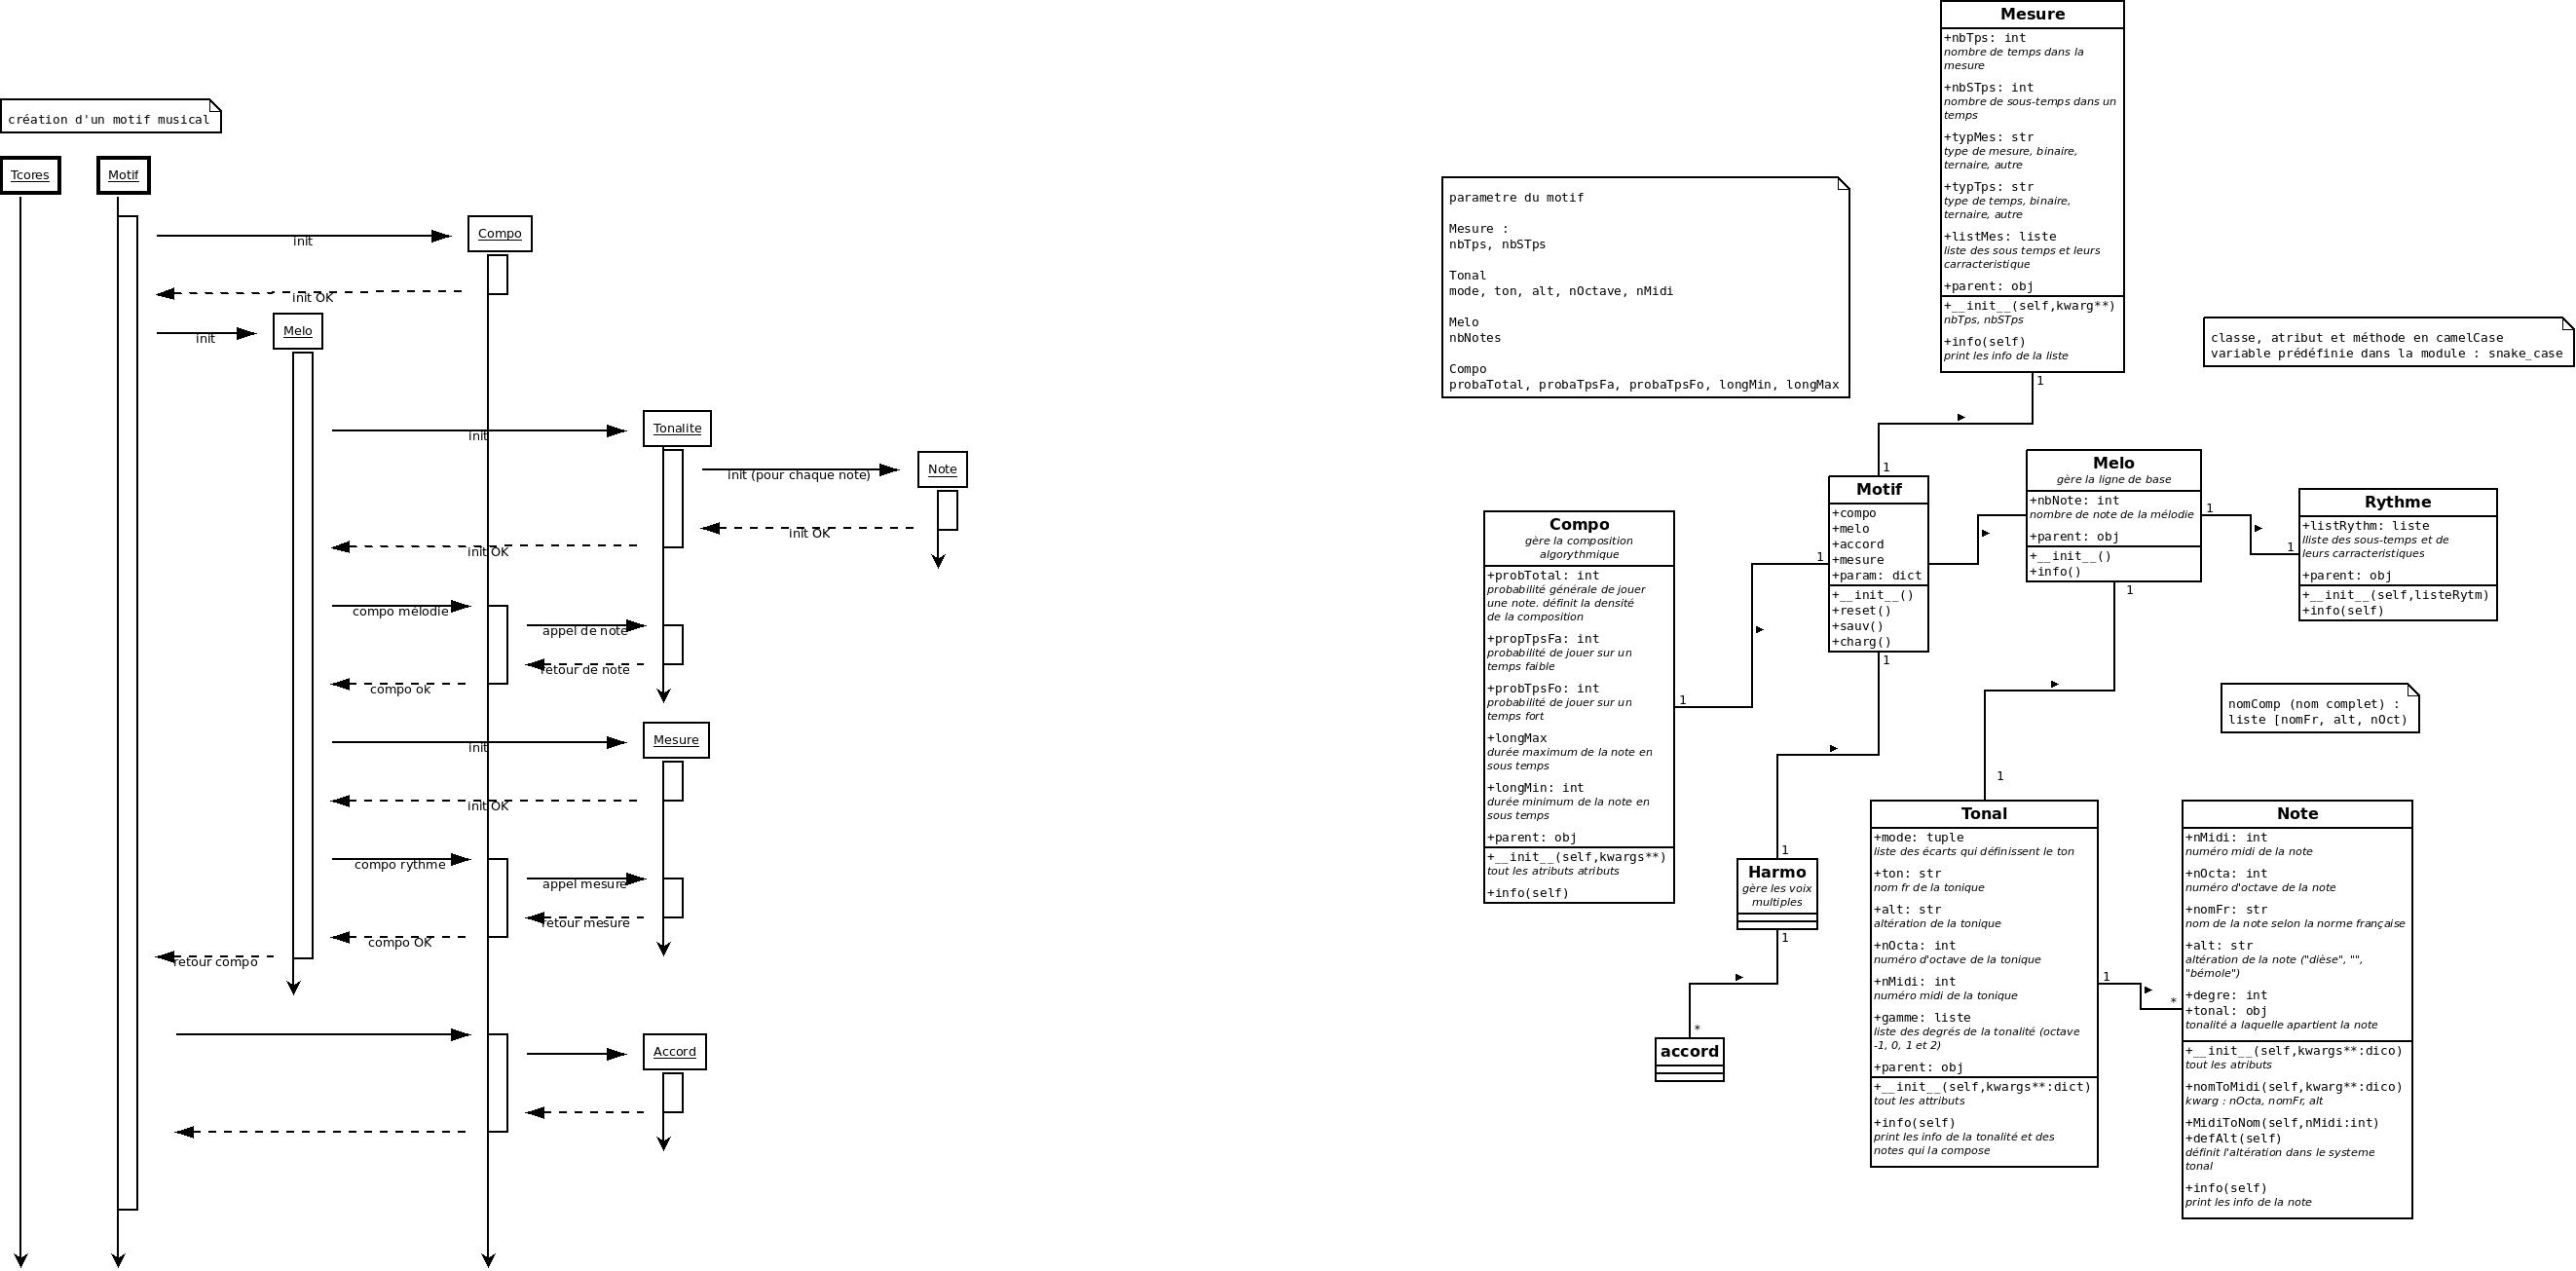 création d'un motif musical
Tcores
Motif
init
Compo
init OK
init
Melo
init
Tonalite
init (pour chaque note)
Note
init OK
init OK
compo mélodie
appel de note
retour de note
compo ok
init
Mesure
init OK
compo rythme
appel mesure
retour mesure
compo OK
retour compo
Accord
parametre du motif
Mesure :
nbTps, nbSTps
Tonal
mode, ton, alt, nOctave, nMidi
Melo
nbNotes
Compo
probaTotal, probaTpsFa, probaTpsFo, longMin, longMax
Mesure
+nbTps: int
nombre de temps dans la
mesure
+nbSTps: int
nombre de sous-temps dans un
temps
+typMes: str
type de mesure, binaire,
ternaire, autre
+typTps: str
type de temps, binaire,
ternaire, autre
+listMes: liste
liste des sous temps et leurs
carracteristique
+parent: obj
+__init__(self,kwarg**)
nbTps, nbSTps
+info(self)
print les info de la liste
1
1
classe, atribut et méthode en camelCase
variable prédéfinie dans la module : snake_case
Compo
gère la composition
algorythmique
+probTotal: int
probabilité générale de jouer
une note. définit la densité
de la composition
+propTpsFa: int
probabilité de jouer sur un
temps faible
+probTpsFo: int
probabilité de jouer sur un
temps fort
+longMax
durée maximum de la note en
sous temps
+longMin: int
durée minimum de la note en
sous temps
+parent: obj
+__init__(self,kwargs**)
tout les atributs atributs
+info(self)
1
1
Motif
+compo
+melo
+accord
+mesure
+param: dict
+__init__()
+reset()
+sauv()
+charg()
1
Melo
gère la ligne de base
+nbNote: int
nombre de note de la mélodie
+parent: obj
+__init__()
+info()
1
1
1
Rythme
+listRythm: liste
lliste des sous-temps et de
leurs carracteristiques
+parent: obj
+__init__(self,listeRytm)
+info(self)
nomComp (nom complet) :
liste [nomFr, alt, nOct)
1
1
Harmo
gère les voix
multiples
1
*
accord
Tonal
+mode: tuple
liste des écarts qui définissent le ton
+ton: str
nom fr de la tonique
+alt: str
altération de la tonique
+nOcta: int
numéro d'octave de la tonique
+nMidi: int
numéro midi de la tonique
+gamme: liste
liste des degrés de la tonalité (octave
-1, 0, 1 et 2)
+parent: obj
+__init__(self,kwargs**:dict)
tout les attributs
+info(self)
print les info de la tonalité et des
notes qui la compose
1
*
Note
+nMidi: int
numéro midi de la note
+nOcta: int
numéro d'octave de la note
+nomFr: str
nom de la note selon la norme française
+alt: str
altération de la note ("dièse", "",
"bémole")
+degre: int
+tonal: obj
tonalité a laquelle apartient la note
+__init__(self,kwargs**:dico)
tout les atributs
+nomToMidi(self,kwarg**:dico)
kwarg : nOcta, nomFr, alt
+MidiToNom(self,nMidi:int)
+defAlt(self)
définit l'altération dans le systeme
tonal
+info(self)
print les info de la note